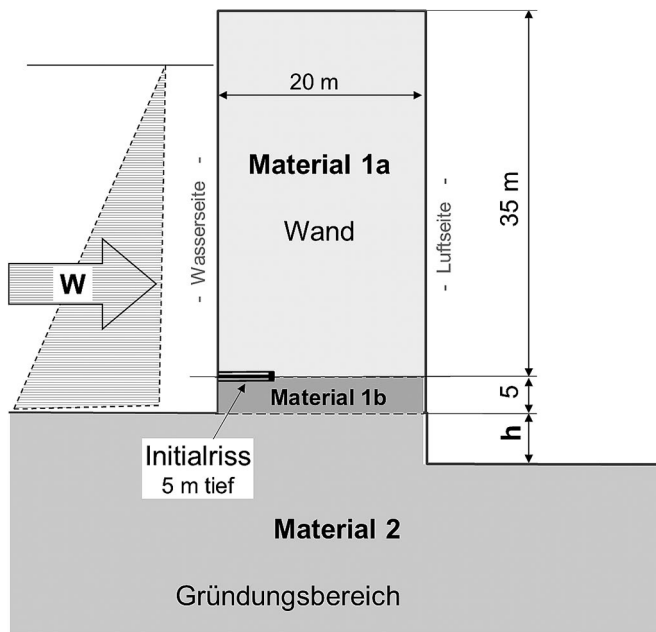 20 m
Material 1a
Wand
- Wasserseite -
- Luftseite -
35 m
W
Material 1b
5
Initialriss
5 m tief
h
Material 2
Gründungsbereich